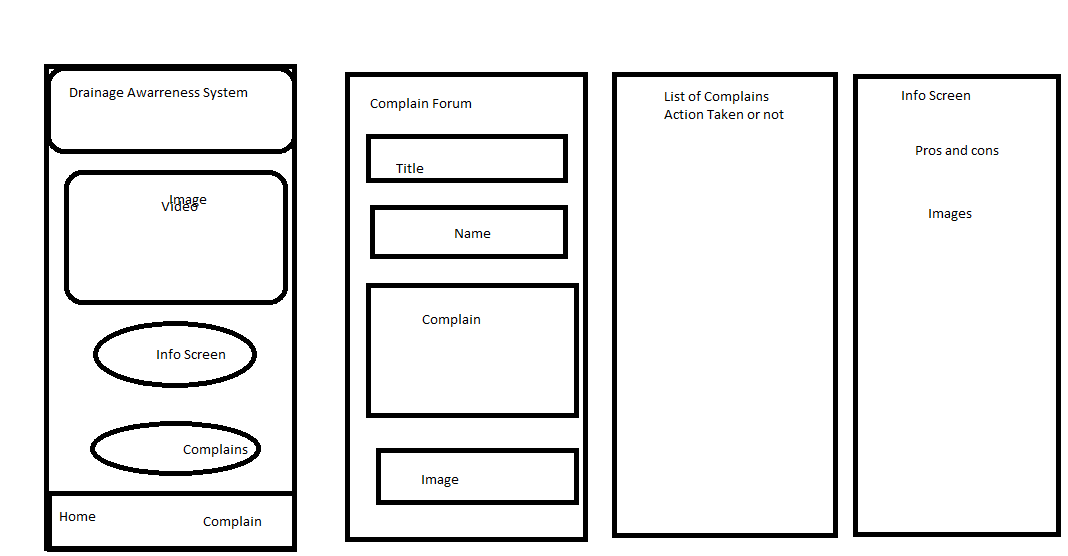 Drainage Awarreness System
Image
Video
Info Screen
Complains
Home
Complain
Complain Forum
Title
Name
Complain
Image
List of Complains
Action Taken or not
Info Screen
Pros and cons
Images